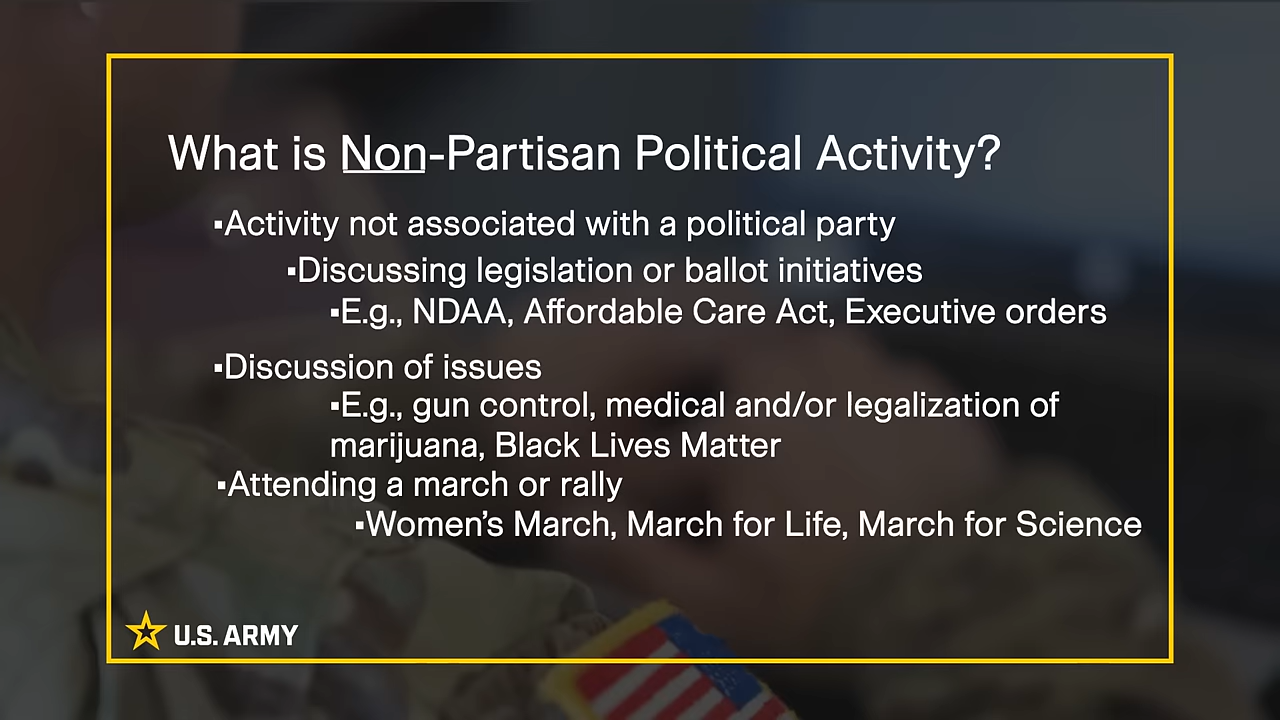 What is Non-Partisan Political Activity?
▪Activity not associated with a political party
▪Discussing legislation or ballot initiatives
▪E.g., NDAA, Affordable Care Act, Executive orders
▪Discussion of issues
▪E.g., gun control, medical and/or legalization of
marijuana, Black Lives Matter
▪Attending a march or rally
▪Women’s March, March for Life, March for Science
U.S. ARMY